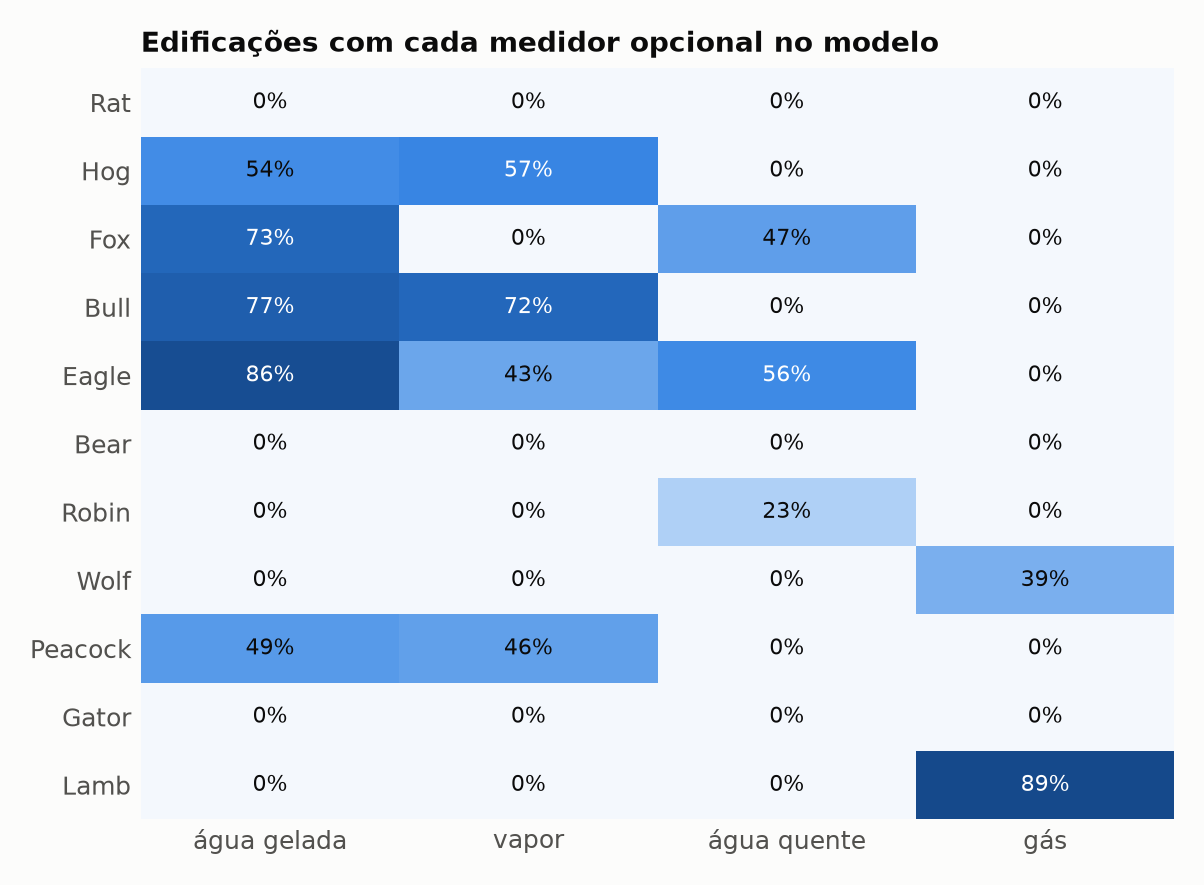 Edificações com cada medidor opcional no modelo
Rat 0% 0% 0% 0%
Hog 54% 57% 0% 0%
Fox 73% 0% 47% 0%
Bull 77% 72% 0% 0%
Eagle 86% 43% 56% 0%
Bear 0% 0% 0% 0%
Robin 0% 0% 23% 0%
Wolf 0% 0% 0% 39%
Peacock 49% 46% 0% 0%
Gator 0% 0% 0% 0%
Lamb 0% 0% 0% 89%
água gelada vapor água quente gás